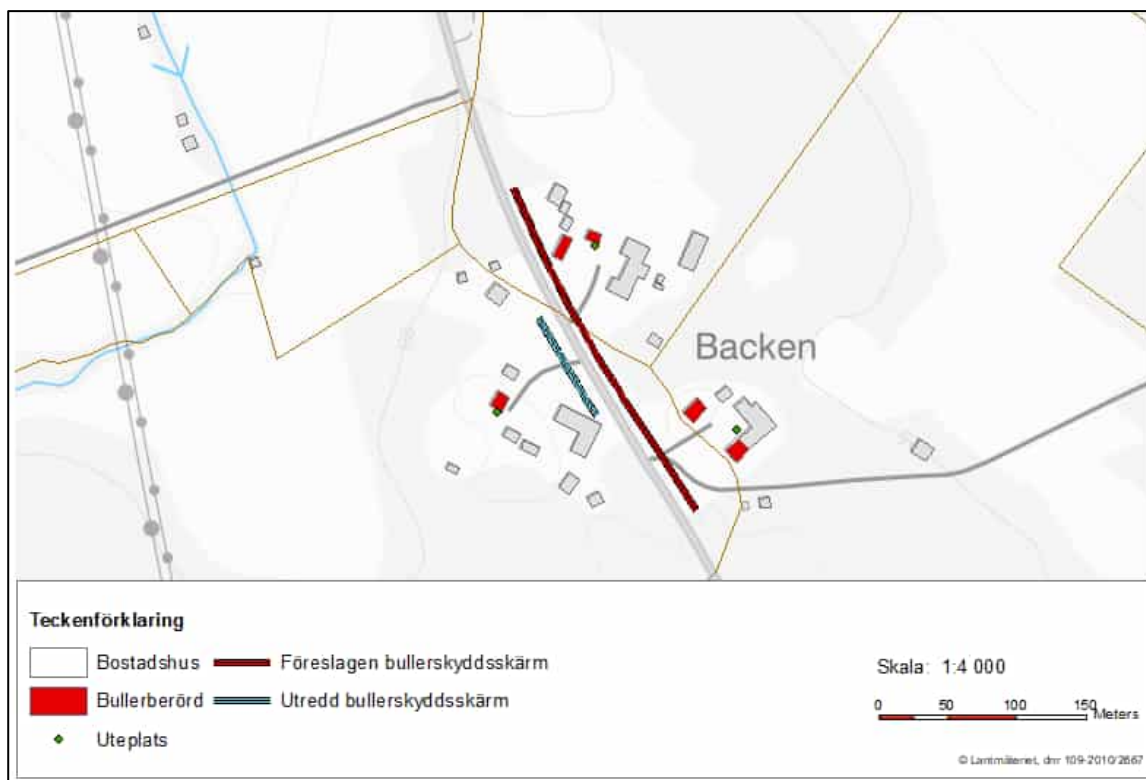 Backen
Teckenförklaring
Bostadshus Föreslagen bullerskyddsskärm
Bullerberörd Utredd bullerskyddsskärm
Uteplats
Skala: 1:4 000
0 50 100 150
Meters
© Lantmäteriet, dnr 109-2010/2667